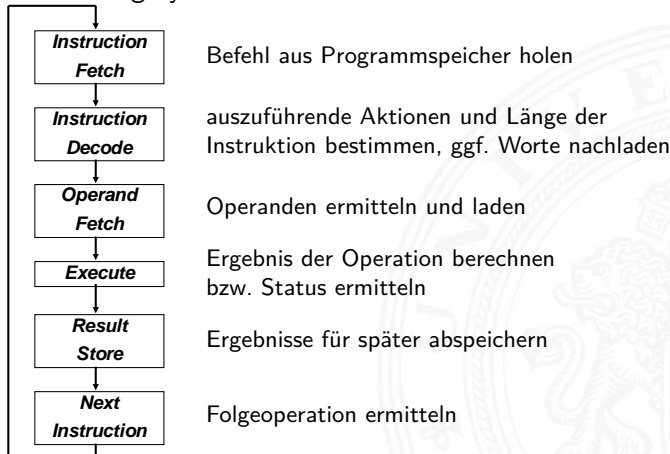 Instruction
Fetch
Befehl aus Programmspeicher holen
Instruction
Decode
auszuführende Aktionen und Länge der
Instruktion bestimmen, ggf. Worte nachladen
Operand
Fetch
Operanden ermitteln und laden
Execute
Ergebnis der Operation berechnen
bzw. Status ermitteln
Result
Store
Ergebnisse für später abspeichern
Next
Instruction
Folgeoperation ermitteln